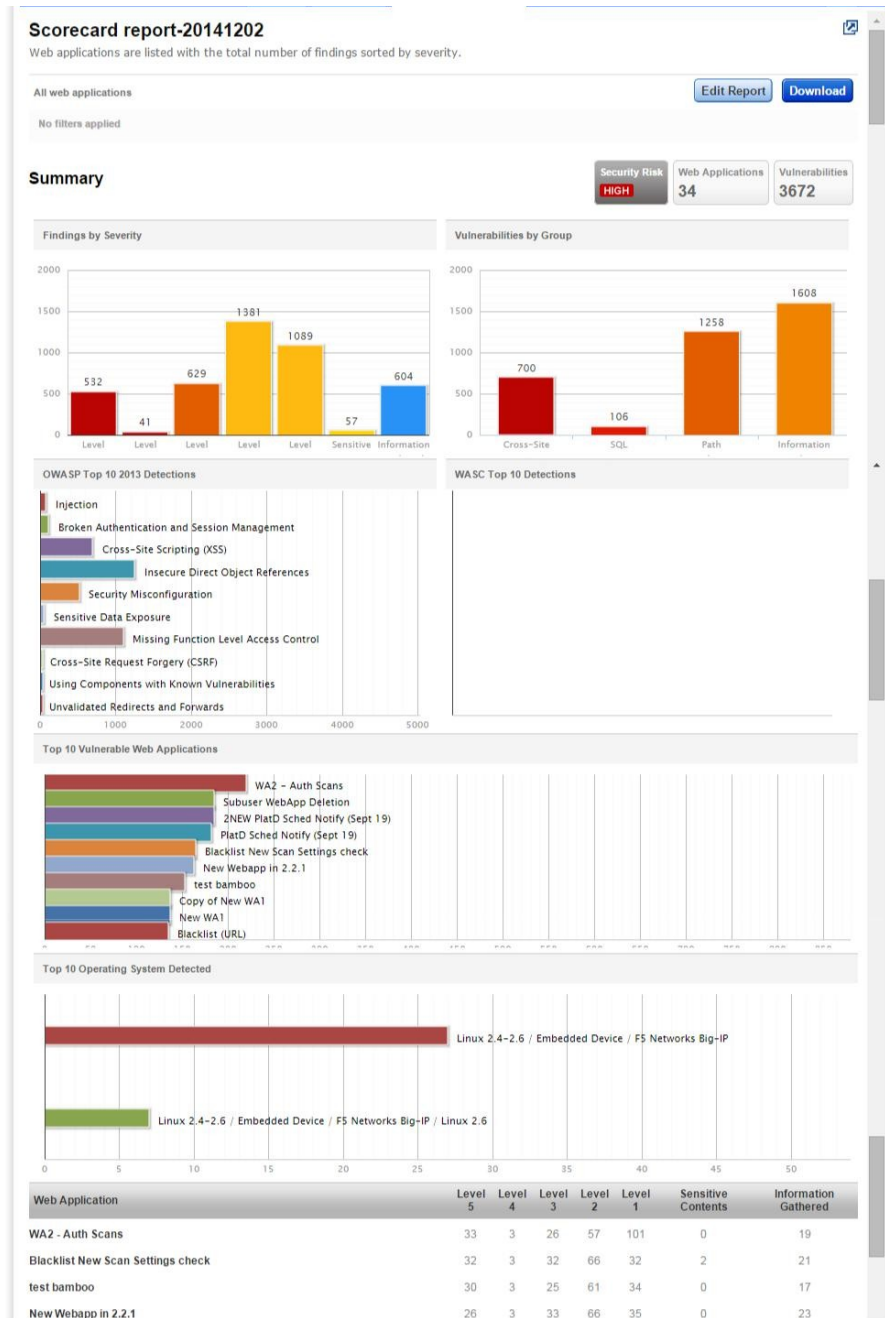 Scorecard report-20141202
Web applications are listed with the total number of findings sorted by severity.
All web applications
Edit Report
Download
No filters applied
Summary
Security Risk
HIGH
Web Applications
34
Vulnerabilities
3672
Findings by Severity
2000
1500
1000
500
0
532
41
629
1381
1089
57
604
Level Level Level Level Level Sensitive Information
Vulnerabilities by Group
2000
1500
1000
500
0
700
106
1258
1608
Cross-Site SQL Path Information
OWASP Top 10 2013 Detections
Injection
Broken Authentication and Session Management
Cross-Site Scripting (XSS)
Insecure Direct Object References
Security Misconfiguration
Sensitive Data Exposure
Missing Function Level Access Control
Cross-Site Request Forgery (CSRF)
Using Components with Known Vulnerabilities
Unvalidated Redirects and Forwards
0 1000 2000 3000 4000 5000
WASC Top 10 Detections
Top 10 Vulnerable Web Applications
WA2 - Auth Scans
Subuser WebApp Deletion
2NEW PlatD Sched Notify (Sept 19)
PlatD Sched Notify (Sept 19)
Blacklist New Scan Settings check
New Webapp in 2.2.1
test bamboo
Copy of New WA1
New WA1
Blacklist (URL)
Top 10 Operating System Detected
Linux 2.4-2.6 / Embedded Device / F5 Networks Big-IP
Linux 2.4-2.6 / Embedded Device / F5 Networks Big-IP / Linux 2.6
0 5 10 15 20 25 30 35 40 45 50
Web Application Level 5 Level 4 Level 3 Level 2 Level 1 Sensitive Contents Information Gathered
WA2 - Auth Scans 33 3 26 57 101 0 19
Blacklist New Scan Settings check 32 3 32 66 32 2 21
test bamboo 30 3 25 61 34 0 17
New Webapp in 2.2.1 26 3 33 66 35 0 23